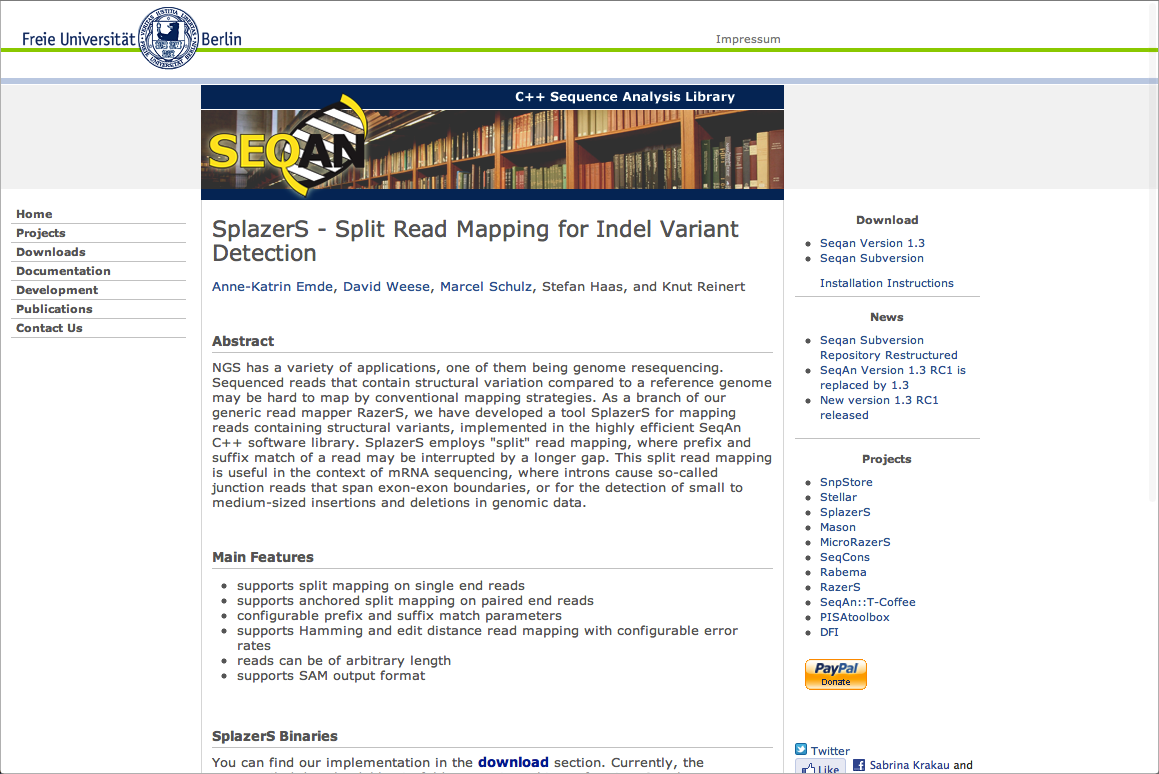 Freie Universität Berlin
Impressum
C++ Sequence Analysis Library
SEQAN
Home
Projects
Downloads
Documentation
Development
Publications
Contact Us
SplazerS - Split Read Mapping for Indel Variant
Detection
Anne-Katrin Emde, David Weese, Marcel Schulz, Stefan Haas, and Knut Reinert
Abstract
NGS has a variety of applications, one of them being genome resequencing.
Sequenced reads that contain structural variation compared to a reference genome
may be hard to map by conventional mapping strategies. As a branch of our
generic read mapper RazerS, we have developed a tool SplazerS for mapping
reads containing structural variants, implemented in the highly efficient SeqAn
C++ software library. SplazerS employs "split" read mapping, where prefix and
suffix match of a read may be interrupted by a longer gap. This split read mapping
is useful in the context of mRNA sequencing, where introns cause so-called
junction reads that span exon-exon boundaries, or for the detection of small to
medium-sized insertions and deletions in genomic data.
Main Features
supports split mapping on single end reads
supports anchored split mapping on paired end reads
configurable prefix and suffix match parameters
supports Hamming and edit distance read mapping with configurable error
rates
reads can be of arbitrary length
supports SAM output format
SplazerS Binaries
You can find our implementation in the download section. Currently, the
Download
Seqan Version 1.3
Seqan Subversion
Installation Instructions
News
Seqan Subversion
Repository Restructured
SeqAn Version 1.3 RC1 is
replaced by 1.3
New version 1.3 RC1
released
Projects
SnpStore
Stellar
SplazerS
Mason
MicroRazerS
SeqCons
Rabema
RazerS
SeqAn::T-Coffee
PISAtoolbox
DFI
PayPal
Donate
Twitter
Like
Sabrina Krakau and